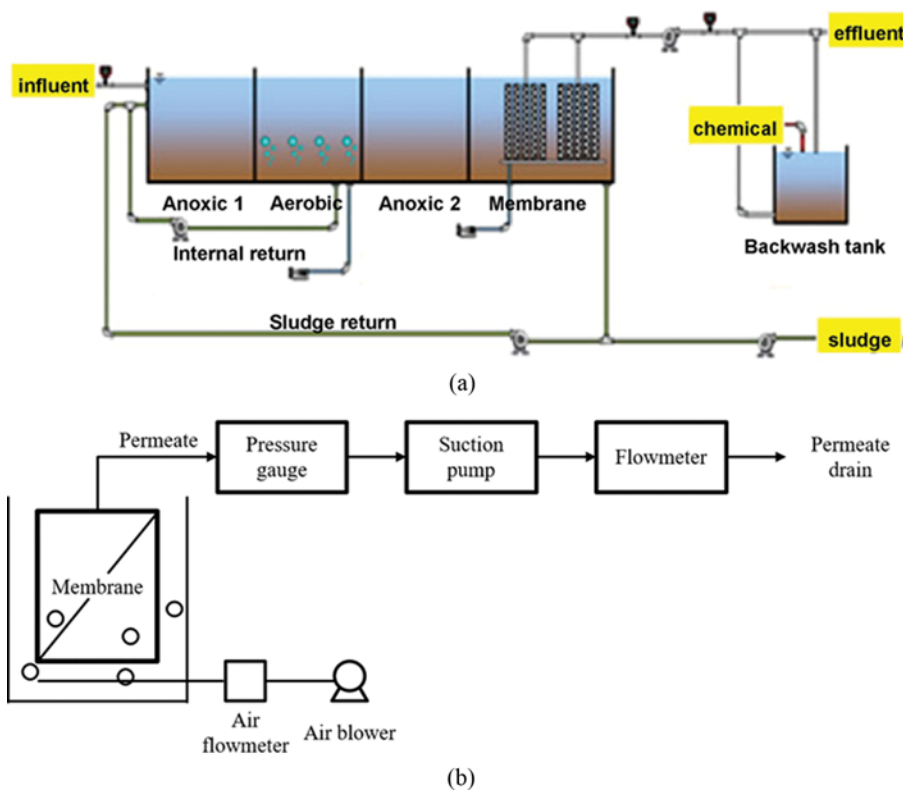 influent
effluent
chemical
Anoxic 1
Aerobic
Anoxic 2
Membrane
Internal return
Backwash tank
Sludge return
sludge
(a)
Permeate
Pressure
gauge
Suction
pump
Flowmeter
Permeate
drain
Membrane
Air
flowmeter
Air blower
(b)